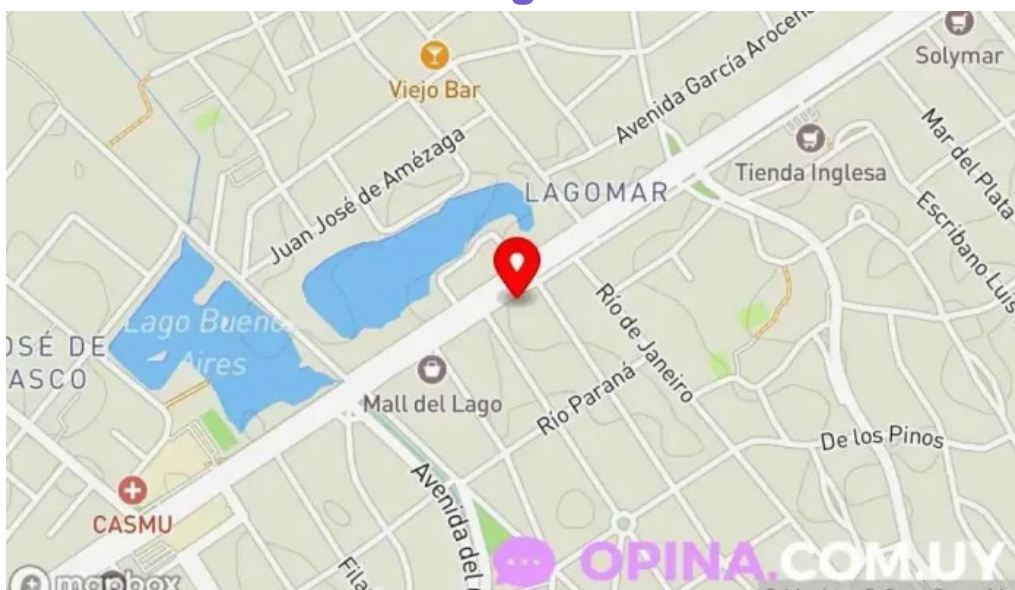 Solymar
Viejo Bar
Avenida García Arocena
Mar del Plata
Tienda Inglesa
Juan José de Amézaga
LAGOMAR
Escribano Luis
Lago Buenos
Aires
OSÉ DE
ASCO
Río de Janeiro
Mall del Lago
Río Paraná
De los Pinos
CASMU
Avenida del
OPINA.COM.UY
mapbox